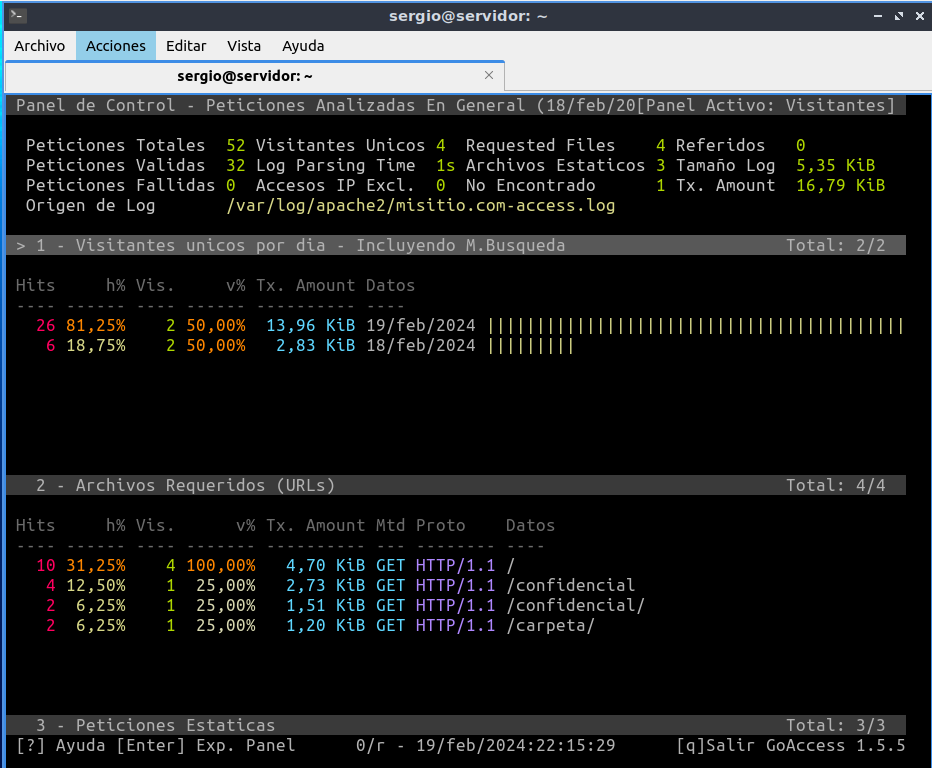 sergio@servidor: ~
Archivo Acciones Editar Vista Ayuda
sergio@servidor: ~
Panel de Control - Peticiones Analizadas En General (18/feb/20[Panel Activo: Visitantes]
Peticiones Totales 52 Visitantes Unicos 4 Requested Files 4 Referidos 0
Peticiones Validas 32 Log Parsing Time 1s Archivos Estaticos 3 Tamaño Log 5,35 KiB
Peticiones Fallidas 0 Accesos IP Excl. 0 No Encontrado 1 Tx. Amount 16,79 KiB
Origen de Log /var/log/apache2/misitio.com-access.log
> 1 - Visitantes unicos por dia - Incluyendo M.Busqueda Total: 2/2
Hits h% Vis. v% Tx. Amount Datos
---- ------ ---- ------ ---------- ----
26 81,25% 2 50,00% 13,96 KiB 19/feb/2024 ||||||||||||||||||||||||||||||||||||||||||
6 18,75% 2 50,00% 2,83 KiB 18/feb/2024 |||||||||
2 - Archivos Requeridos (URLs) Total: 4/4
Hits h% Vis. v% Tx. Amount Mtd Proto Datos
---- ------ ---- ------- ---------- --- -------- ----
10 31,25% 4 100,00% 4,70 KiB GET HTTP/1.1 /
4 12,50% 1 25,00% 2,73 KiB GET HTTP/1.1 /confidencial
2 6,25% 1 25,00% 1,51 KiB GET HTTP/1.1 /confidencial/
2 6,25% 1 25,00% 1,20 KiB GET HTTP/1.1 /carpeta/
3 - Peticiones Estaticas Total: 3/3
[?] Ayuda [Enter] Exp. Panel 0/r - 19/feb/2024:22:15:29 [q]Salir GoAccess 1.5.5